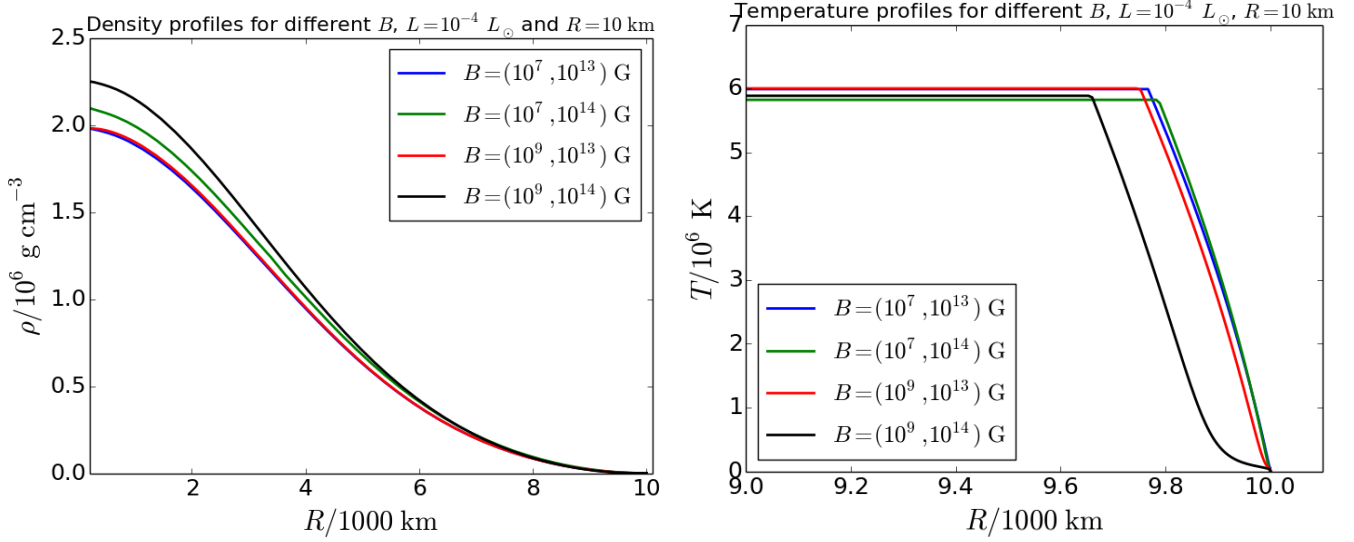 Density profiles for different B, L=10^{-4} L_⊙ and R=10 km
2.5
2.0
1.5
1.0
0.5
0.0
ρ/10^6 g cm^{-3}
B=(10^7,10^{13}) G
B=(10^7,10^{14}) G
B=(10^9,10^{13}) G
B=(10^9,10^{14}) G
2 4 6 8 10
R/1000 km
Temperature profiles for different B, L=10^{-4} L_⊙, R=10 km
7
6
5
4
3
2
1
0
T/10^6 K
B=(10^7,10^{13}) G
B=(10^7,10^{14}) G
B=(10^9,10^{13}) G
B=(10^9,10^{14}) G
9.0 9.2 9.4 9.6 9.8 10.0
R/1000 km